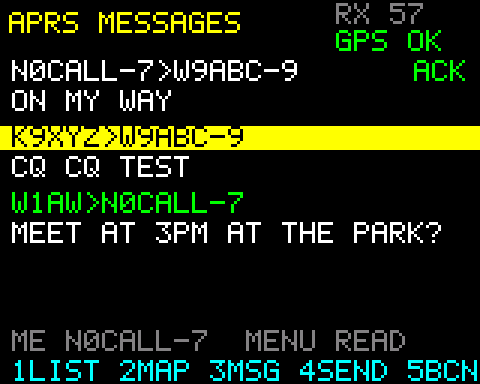 APRS MESSAGES RX 57
GPS OK
N0CALL-7>W9ABC-9 ACK
ON MY WAY
K9XYZ>W9ABC-9
CQ CQ TEST
W1AW>N0CALL-7
MEET AT 3PM AT THE PARK?
ME N0CALL-7 MENU READ
1LIST 2MAP 3MSG 4SEND 5BCN